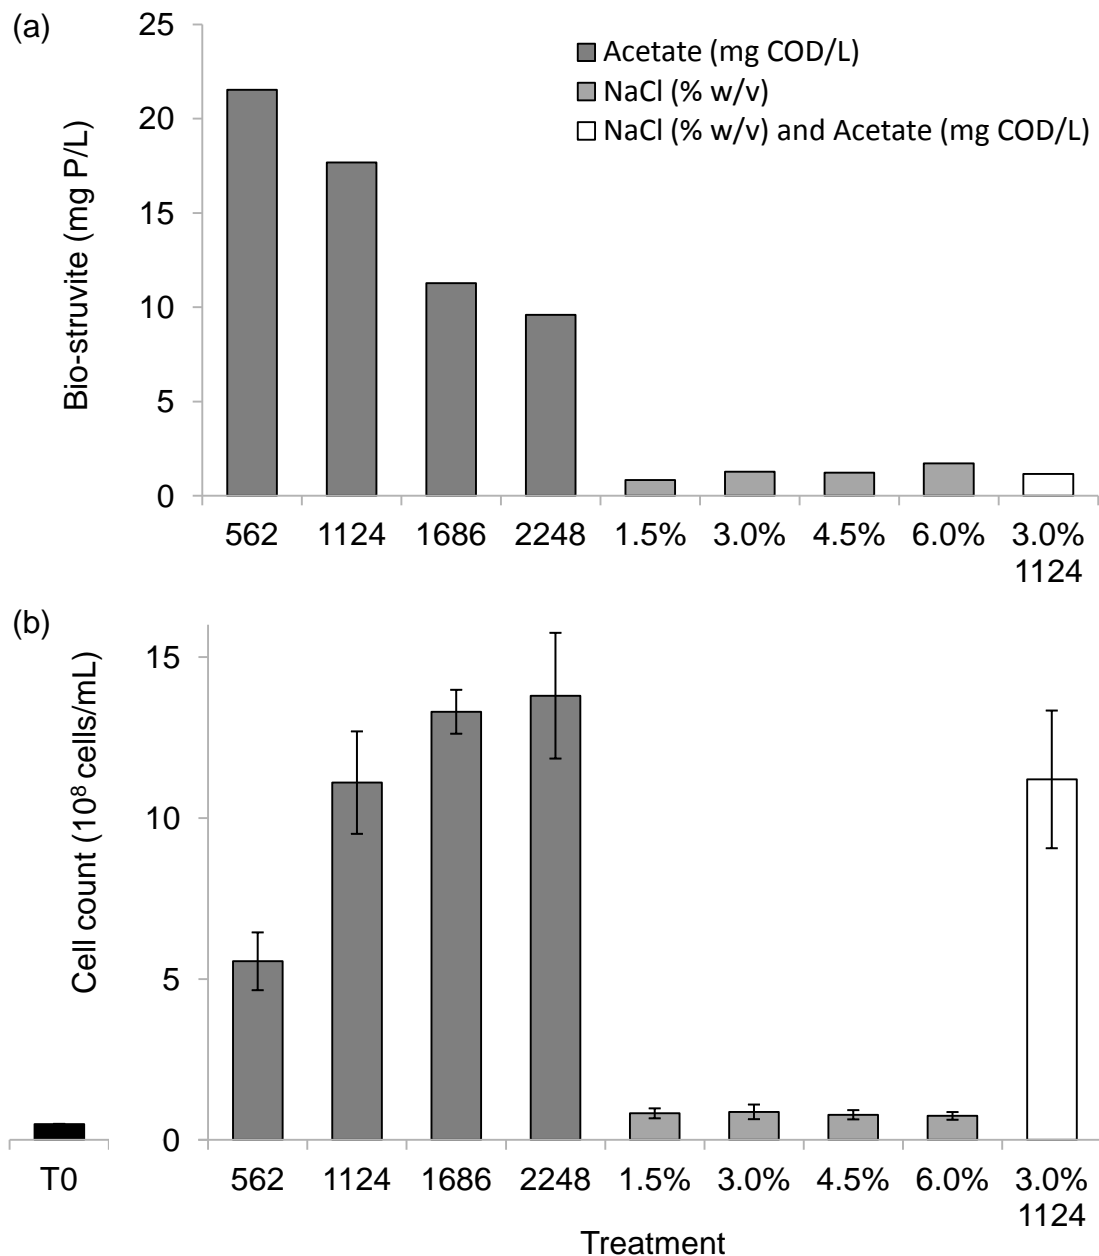 (a)
Bio-struvite (mg P/L)
25
20
15
10
5
0
Acetate (mg COD/L)
NaCl (% w/v)
NaCl (% w/v) and Acetate (mg COD/L)
562 1124 1686 2248 1.5% 3.0% 4.5% 6.0% 3.0%
1124
(b)
Cell count (10⁸ cells/mL)
15
10
5
0
T0 562 1124 1686 2248 1.5% 3.0% 4.5% 6.0% 3.0%
1124
Treatment